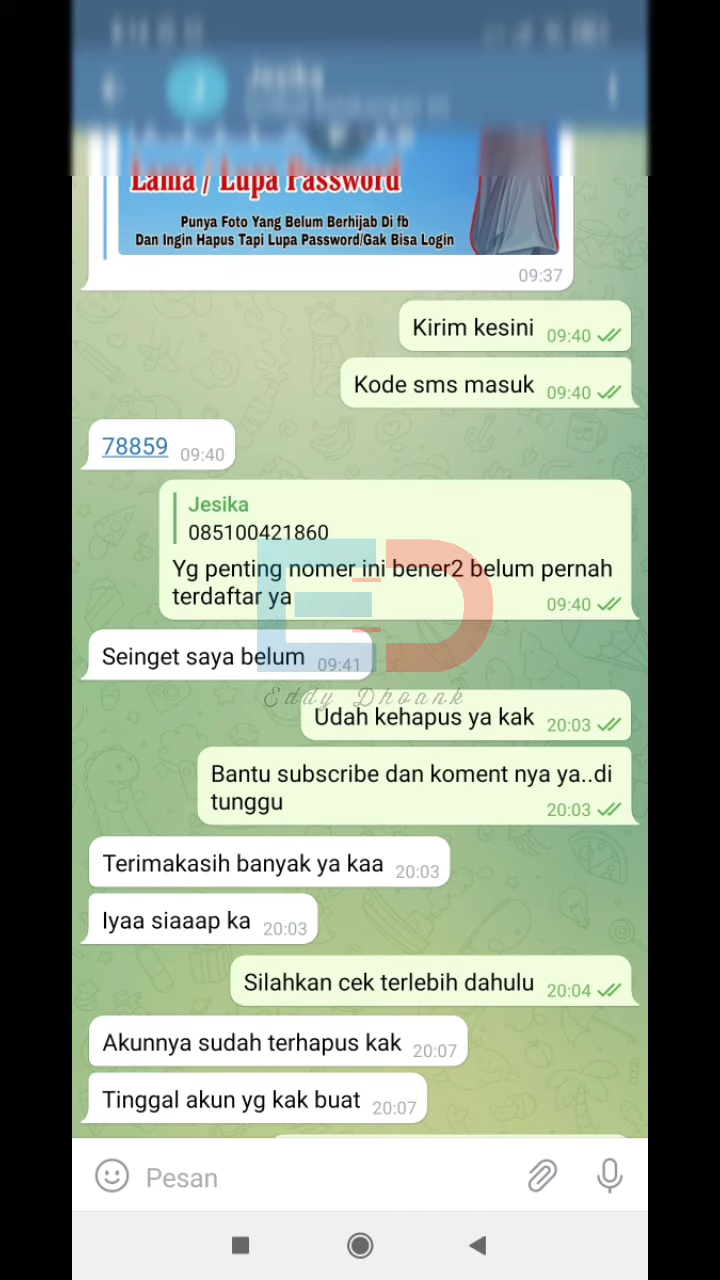 Lama / Lupa Password
Punya Foto Yang Belum Berhijab Di fb
Dan Ingin Hapus Tapi Lupa Password/Gak Bisa Login
09:37
Kirim kesini 09:40
Kode sms masuk 09:40
78859 09:40
Jesika
085100421860
Yg penting nomer ini bener2 belum pernah
terdaftar ya 09:40
Seinget saya belum 09:41
ED
Eddy Dhoank
Udah kehapus ya kak 20:03
Bantu subscribe dan koment nya ya..di
tunggu 20:03
Terimakasih banyak ya kaa 20:03
Iyaa siaaap ka 20:03
Silahkan cek terlebih dahulu 20:04
Akunnya sudah terhapus kak 20:07
Tinggal akun yg kak buat 20:07
Pesan